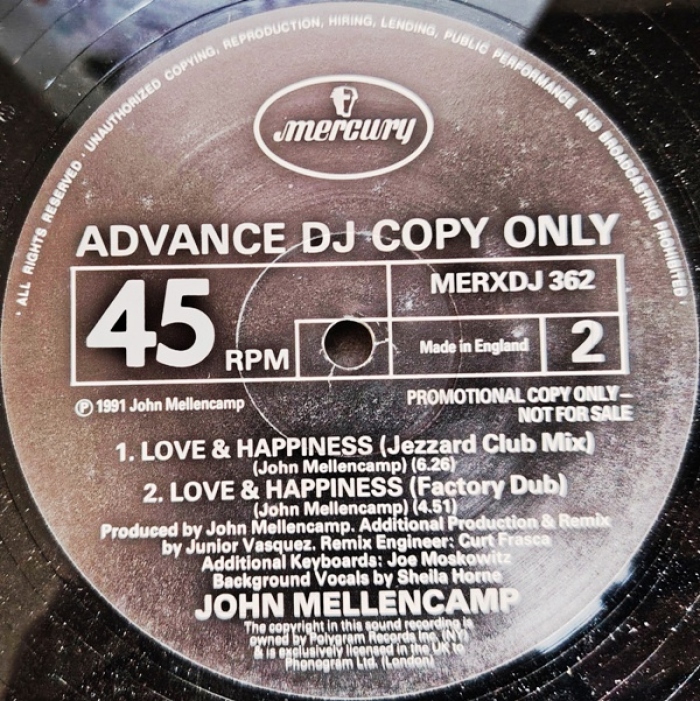 · ALL RIGHTS RESERVED · UNAUTHORIZED COPYING, REPRODUCTION, HIRING, LENDING, PUBLIC PERFORMANCE AND BROADCASTING PROHIBITED ·
mercury
ADVANCE DJ COPY ONLY
45 RPM
MERXDJ 362
Made in England
2
Ⓟ 1991 John Mellencamp
PROMOTIONAL COPY ONLY –
NOT FOR SALE
1. LOVE & HAPPINESS (Jezzard Club Mix)
(John Mellencamp) (6.26)
2. LOVE & HAPPINESS (Factory Dub)
(John Mellencamp) (4.51)
Produced by John Mellencamp. Additional Production & Remix
by Junior Vasquez. Remix Engineer: Curt Frasca
Additional Keyboards: Joe Moskowitz
Background Vocals by Sheila Horne
JOHN MELLENCAMP
The copyright in this sound recording is
owned by Polygram Records Inc. (NY)
& is exclusively licensed in the UK to
Phonogram Ltd. (London)